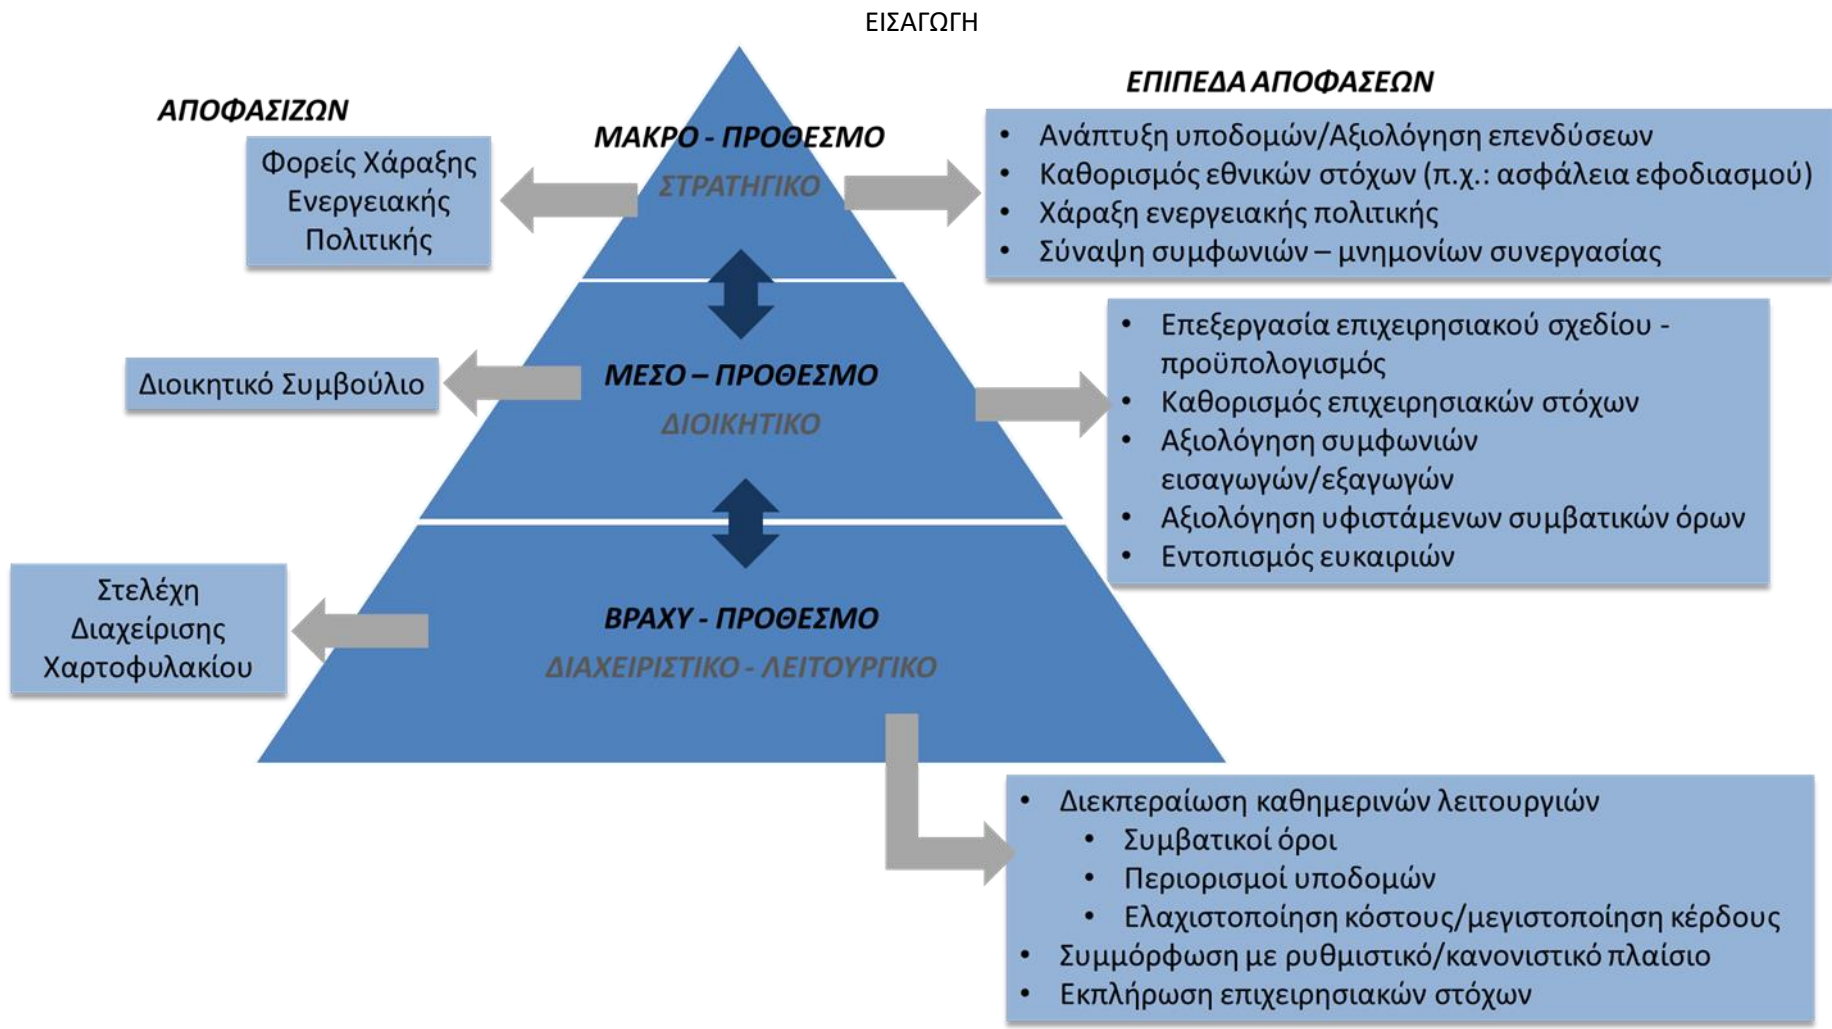 ΕΙΣΑΓΩΓΗ
ΑΠΟΦΑΣΙΖΩΝ
ΕΠΙΠΕΔΑ ΑΠΟΦΑΣΕΩΝ
Φορείς Χάραξης
Ενεργειακής
Πολιτικής
ΜΑΚΡΟ - ΠΡΟΘΕΣΜΟ
ΣΤΡΑΤΗΓΙΚΟ
• Ανάπτυξη υποδομών/Αξιολόγηση επενδύσεων
• Καθορισμός εθνικών στόχων (π.χ.: ασφάλεια εφοδιασμού)
• Χάραξη ενεργειακής πολιτικής
• Σύναψη συμφωνιών – μνημονίων συνεργασίας
Διοικητικό Συμβούλιο
ΜΕΣΟ – ΠΡΟΘΕΣΜΟ
ΔΙΟΙΚΗΤΙΚΟ
• Επεξεργασία επιχειρησιακού σχεδίου -
προϋπολογισμός
• Καθορισμός επιχειρησιακών στόχων
• Αξιολόγηση συμφωνιών
εισαγωγών/εξαγωγών
• Αξιολόγηση υφιστάμενων συμβατικών όρων
• Εντοπισμός ευκαιριών
Στελέχη
Διαχείρισης
Χαρτοφυλακίου
ΒΡΑΧΥ - ΠΡΟΘΕΣΜΟ
ΔΙΑΧΕΙΡΙΣΤΙΚΟ - ΛΕΙΤΟΥΡΓΙΚΟ
• Διεκπεραίωση καθημερινών λειτουργιών
• Συμβατικοί όροι
• Περιορισμοί υποδομών
• Ελαχιστοποίηση κόστους/μεγιστοποίηση κέρδους
• Συμμόρφωση με ρυθμιστικό/κανονιστικό πλαίσιο
• Εκπλήρωση επιχειρησιακών στόχων